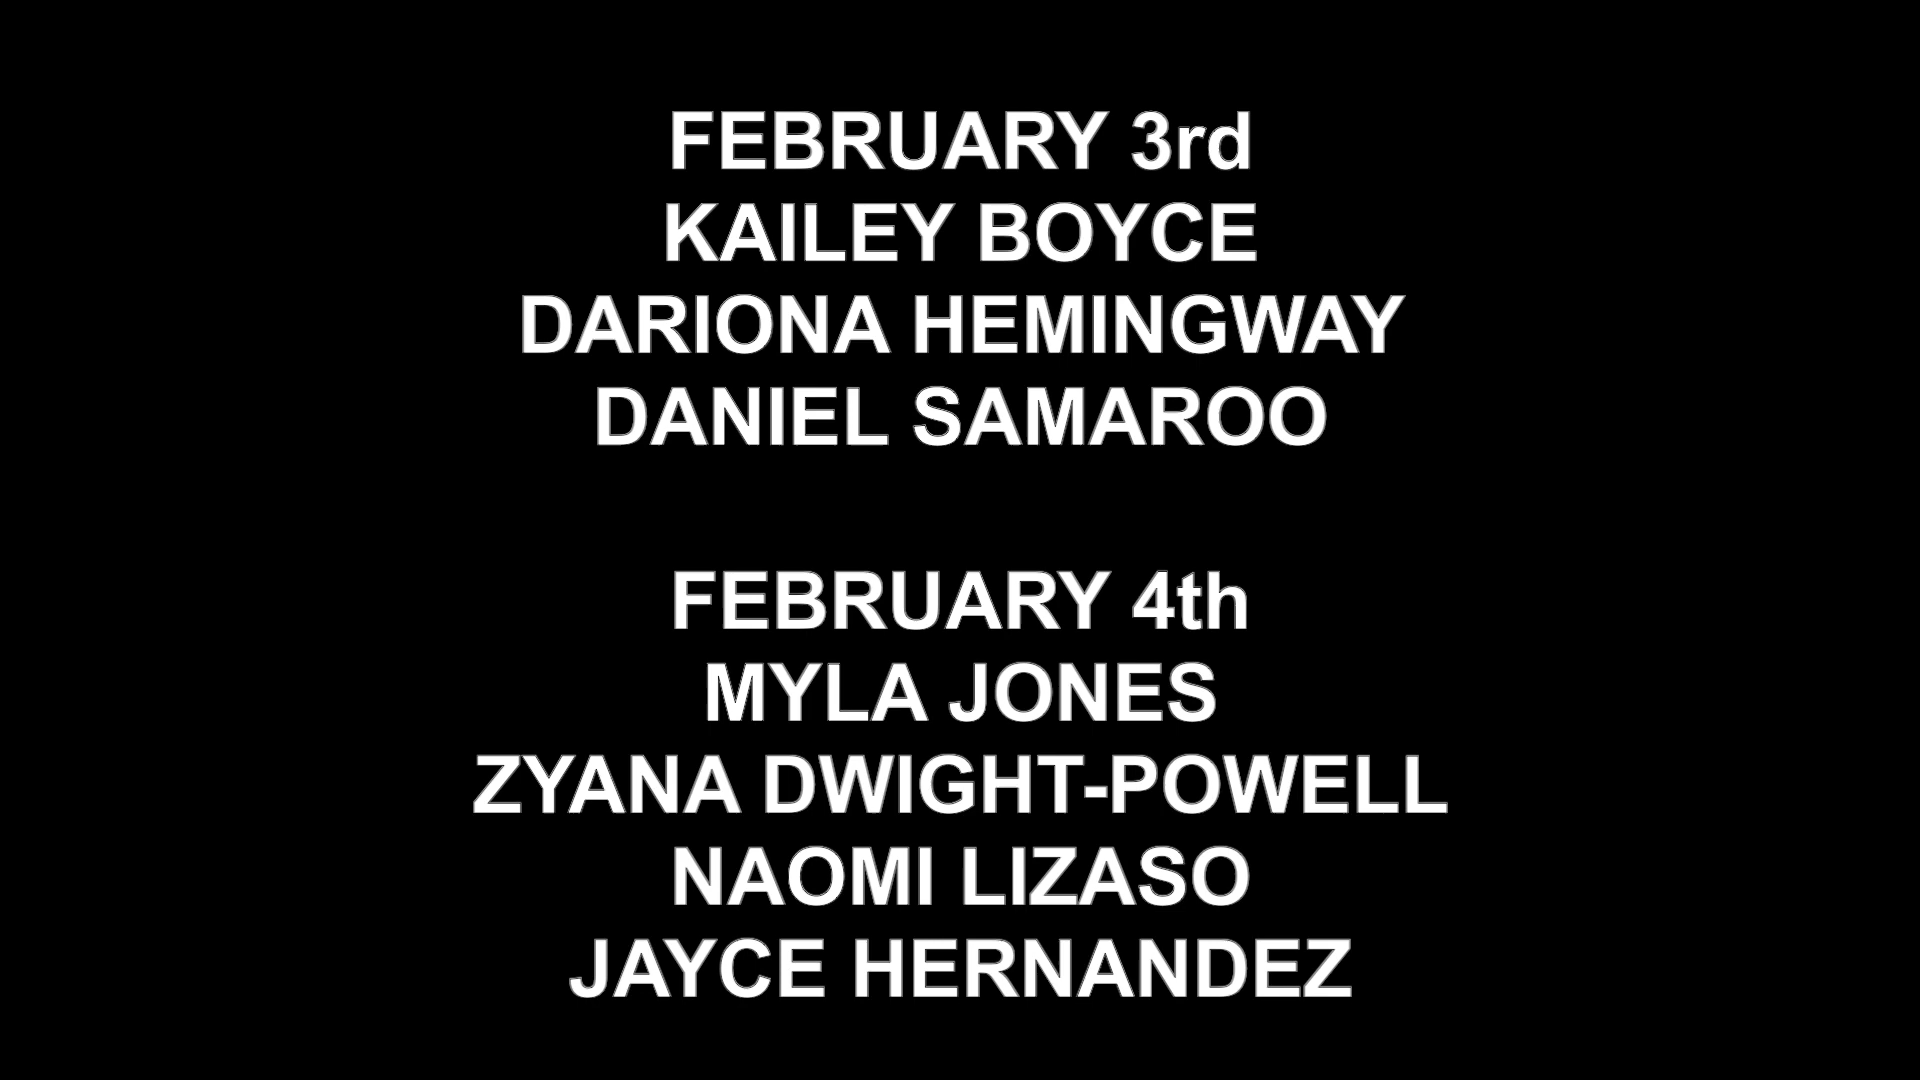 FEBRUARY 3rd
KAILEY BOYCE
DARIONA HEMINGWAY
DANIEL SAMAROO
FEBRUARY 4th
MYLA JONES
ZYANA DWIGHT-POWELL
NAOMI LIZASO
JAYCE HERNANDEZ